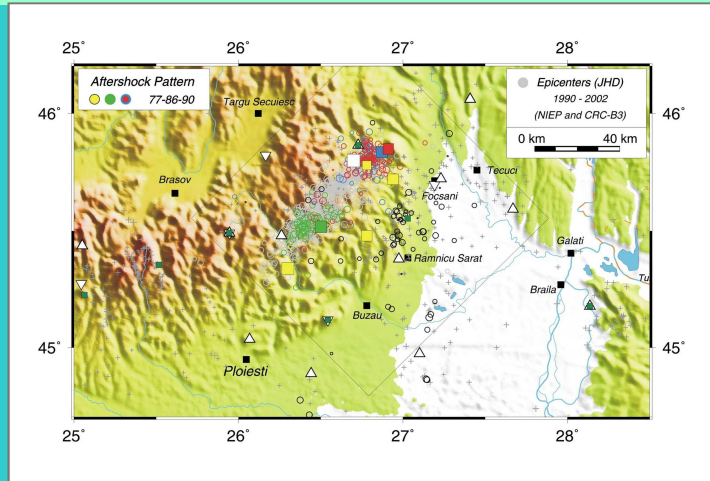 25° 26° 27° 28°
Aftershock Pattern
77-86-90
Epicenters (JHD)
1990 - 2002
(NIEP and CRC-B3)
0 km 40 km
46° 46°
Targu Secuiesc
Brasov
Tecuci
Focsani
Galati
Ramnicu Sarat
Tu
Braila
Buzau
45° 45°
Ploiesti
25° 26° 27° 28°